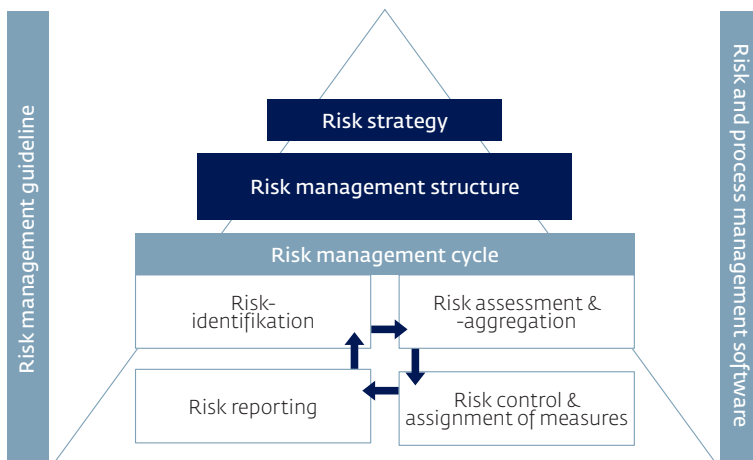 Risk management guideline
Risk strategy
Risk management structure
Risk management cycle
Risk-
identifikation
Risk assessment &
-aggregation
Risk reporting
Risk control &
assignment of measures
Risk and process management software